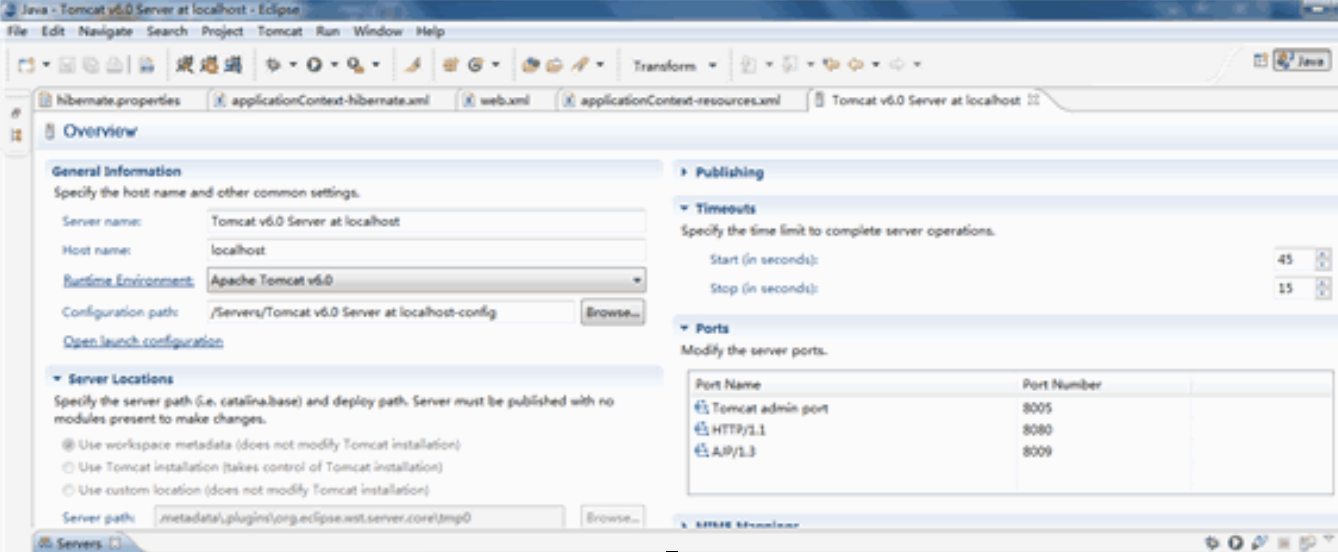 Java - Tomcat v6.0 Server at localhost - Eclipse
File Edit Navigate Search Project Tomcat Run Window Help
Transform
Java
hibernate.properties applicationContext-hibernate.xml web.xml applicationContext-resources.xml Tomcat v6.0 Server at localhost
Overview
General Information
Specify the host name and other common settings.
Server name: Tomcat v6.0 Server at localhost
Host name: localhost
Runtime Environment: Apache Tomcat v6.0
Configuration path: /Servers/Tomcat v6.0 Server at localhost-config Browse...
Open launch configuration
Server Locations
Specify the server path (i.e. catalina.base) and deploy path. Server must be published with no
modules present to make changes.
Use workspace metadata (does not modify Tomcat installation)
Use Tomcat installation (takes control of Tomcat installation)
Use custom location (does not modify Tomcat installation)
Server path: .metadata\.plugins\org.eclipse.wst.server.core\tmp0 Browse...
Publishing
Timeouts
Specify the time limit to complete server operations.
Start (in seconds): 45
Stop (in seconds): 15
Ports
Modify the server ports.
Port Name Port Number
Tomcat admin port 8005
HTTP/1.1 8080
AJP/1.3 8009
MIME Mappings
Servers